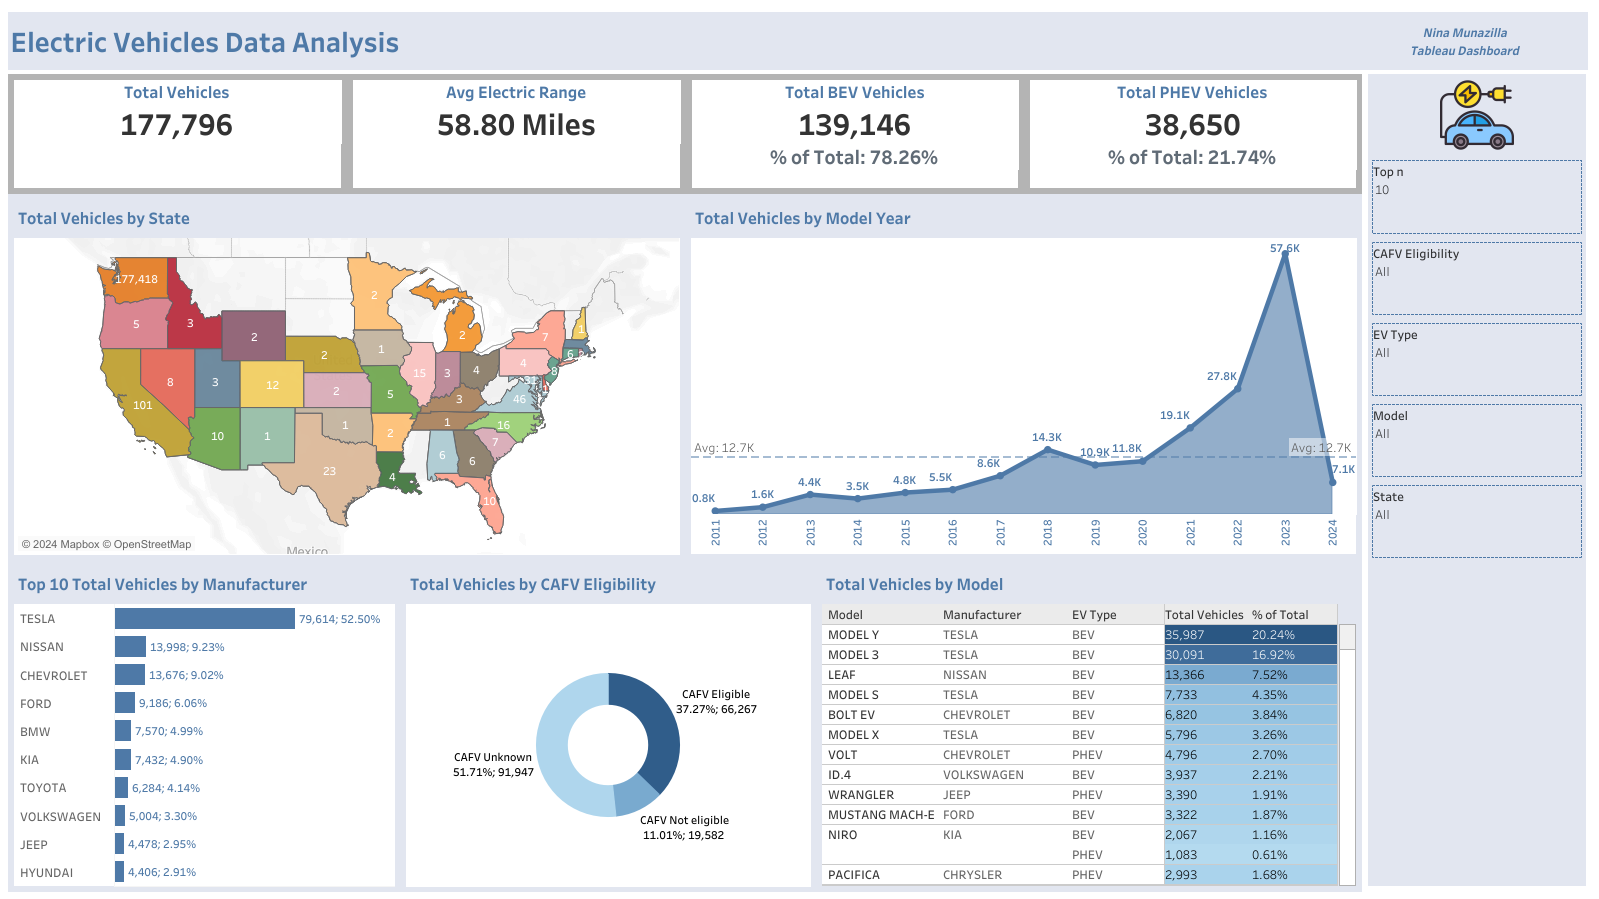 Electric Vehicles Data Analysis
Nina Munazilla
Tableau Dashboard
Total Vehicles
177,796
Avg Electric Range
58.80 Miles
Total BEV Vehicles
139,146
% of Total: 78.26%
Total PHEV Vehicles
38,650
% of Total: 21.74%
Top n
10
CAFV Eligibility
All
EV Type
All
Model
All
State
All
Total Vehicles by State
177,418
2
5
3
2
2
1
7
1
2
15
3
4
4
6
8
8
3
12
2
5
3
46
101
10
1
1
2
1
16
7
23
4
6
6
10
Mexico
© 2024 Mapbox © OpenStreetMap
Total Vehicles by Model Year
57.6K
27.8K
19.1K
14.3K
10.9K
11.8K
8.6K
5.5K
4.8K
3.5K
4.4K
1.6K
0.8K
7.1K
Avg: 12.7K
Avg: 12.7K
2011
2012
2013
2014
2015
2016
2017
2018
2019
2020
2021
2022
2023
2024
Top 10 Total Vehicles by Manufacturer
TESLA 79,614; 52.50%
NISSAN 13,998; 9.23%
CHEVROLET 13,676; 9.02%
FORD 9,186; 6.06%
BMW 7,570; 4.99%
KIA 7,432; 4.90%
TOYOTA 6,284; 4.14%
VOLKSWAGEN 5,004; 3.30%
JEEP 4,478; 2.95%
HYUNDAI 4,406; 2.91%
Total Vehicles by CAFV Eligibility
CAFV Eligible
37.27%; 66,267
CAFV Unknown
51.71%; 91,947
CAFV Not eligible
11.01%; 19,582
Total Vehicles by Model
Model Manufacturer EV Type Total Vehicles % of Total
MODEL Y TESLA BEV 35,987 20.24%
MODEL 3 TESLA BEV 30,091 16.92%
LEAF NISSAN BEV 13,366 7.52%
MODEL S TESLA BEV 7,733 4.35%
BOLT EV CHEVROLET BEV 6,820 3.84%
MODEL X TESLA BEV 5,796 3.26%
VOLT CHEVROLET PHEV 4,796 2.70%
ID.4 VOLKSWAGEN BEV 3,937 2.21%
WRANGLER JEEP PHEV 3,390 1.91%
MUSTANG MACH-E FORD BEV 3,322 1.87%
NIRO KIA BEV 2,067 1.16%
PHEV 1,083 0.61%
PACIFICA CHRYSLER PHEV 2,993 1.68%